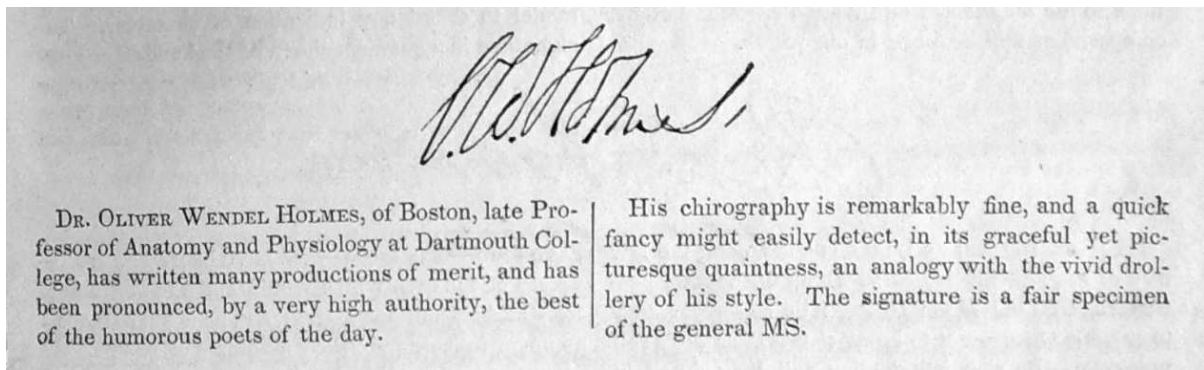 O.W. Holmes.
DR. OLIVER WENDEL HOLMES, of Boston, late Pro-
fessor of Anatomy and Physiology at Dartmouth Col-
lege, has written many productions of merit, and has
been pronounced, by a very high authority, the best
of the humorous poets of the day.
His chirography is remarkably fine, and a quick
fancy might easily detect, in its graceful yet pic-
turesque quaintness, an analogy with the vivid drol-
lery of his style. The signature is a fair specimen
of the general MS.